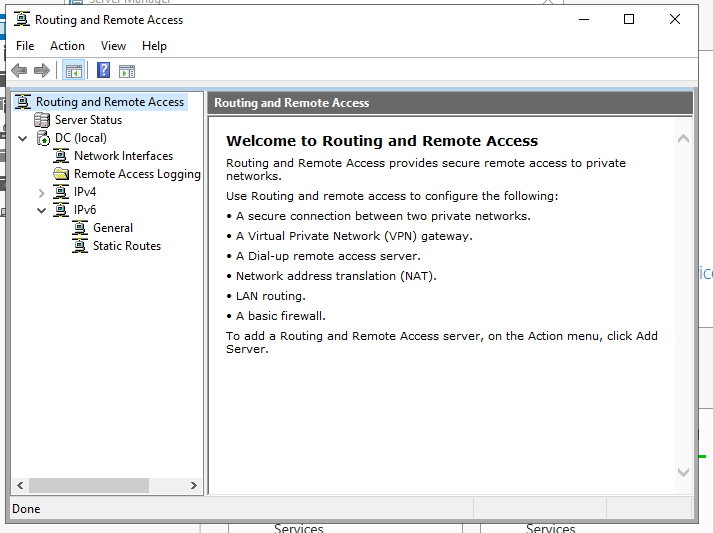 Server Manager
Routing and Remote Access
File Action View Help
Routing and Remote Access
Server Status
DC (local)
Network Interfaces
Remote Access Logging
IPv4
IPv6
General
Static Routes
Routing and Remote Access
Welcome to Routing and Remote Access
Routing and Remote Access provides secure remote access to private
networks.
Use Routing and remote access to configure the following:
• A secure connection between two private networks.
• A Virtual Private Network (VPN) gateway.
• A Dial-up remote access server.
• Network address translation (NAT).
• LAN routing.
• A basic firewall.
To add a Routing and Remote Access server, on the Action menu, click Add
Server.
Done
Services
Services